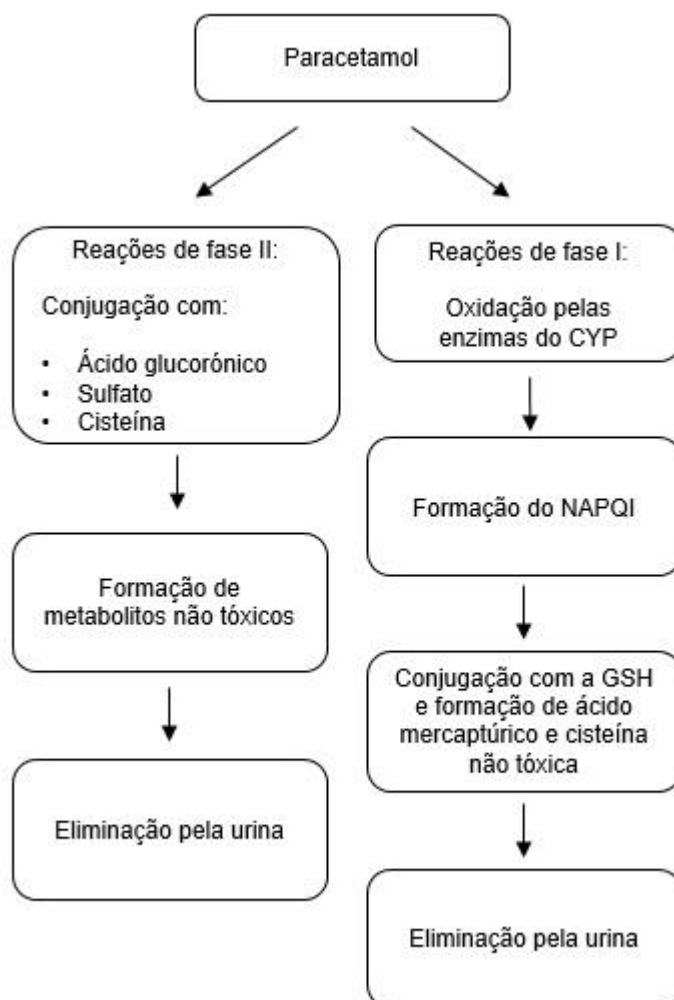 Paracetamol
Reações de fase II:
Conjugação com:
• Ácido glucorónico
• Sulfato
• Cisteína
Formação de
metabolitos não tóxicos
Eliminação pela urina
Reações de fase I:
Oxidação pelas
enzimas do CYP
Formação do NAPQI
Conjugação com a GSH
e formação de ácido
mercaptúrico e cisteína
não tóxica
Eliminação pela urina